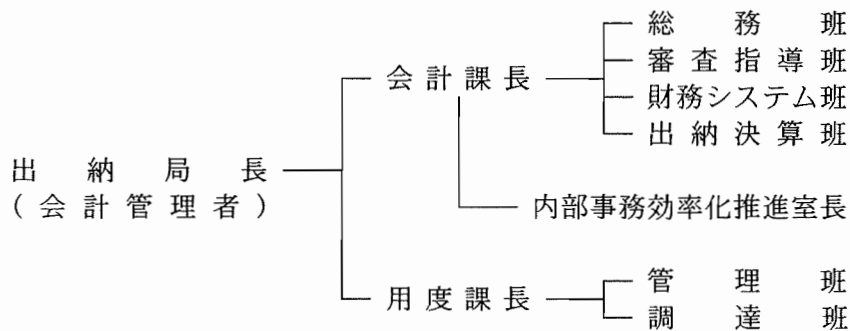 総務班
会計課長
審査指導班
財務システム班
出納決算班
出納局長
(会計管理者)
内部事務効率化推進室長
用度課長
管理班
調達班